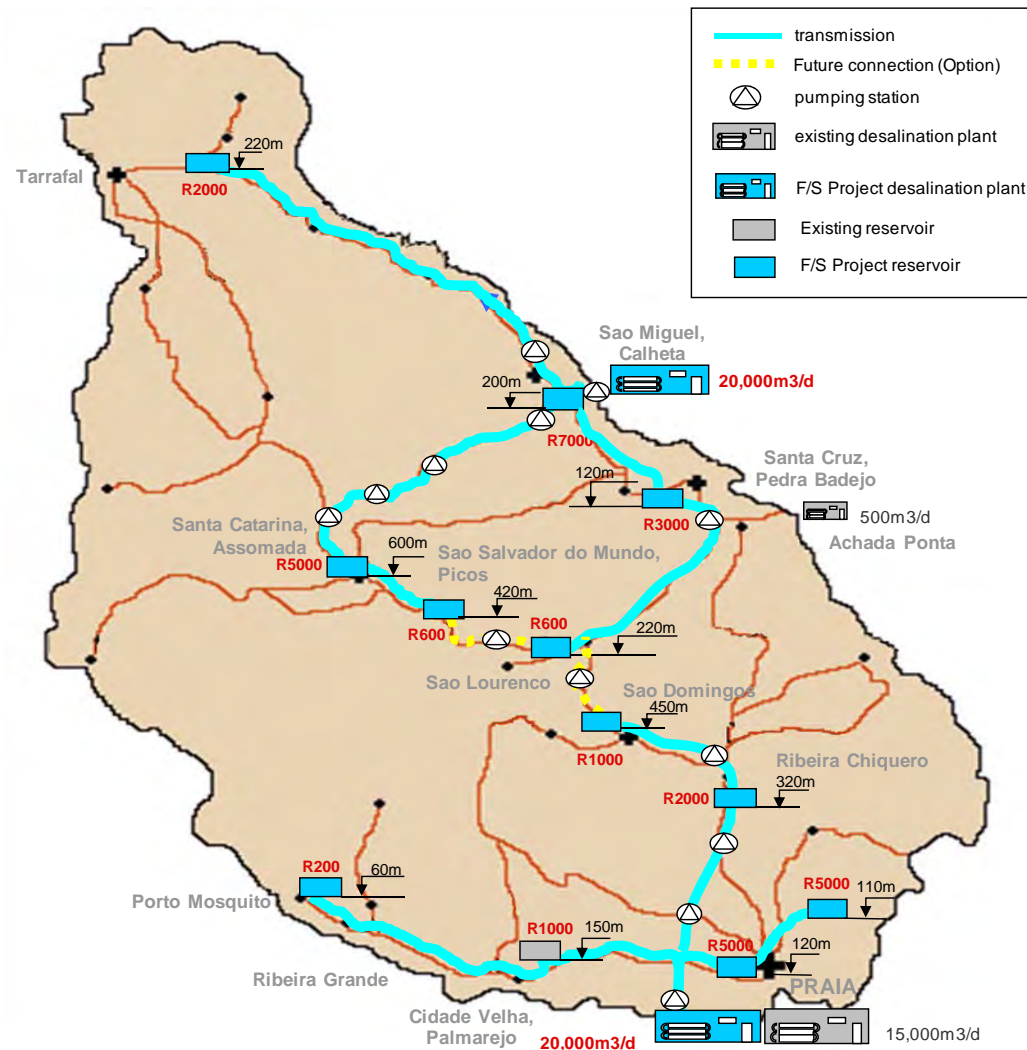 transmission
Future connection (Option)
pumping station
existing desalination plant
F/S Project desalination plant
Existing reservoir
F/S Project reservoir
220m
Tarrafal
R2000
Sao Miguel,
Calheta
20,000m3/d
200m
R7000
120m
Santa Cruz,
Pedra Badejo
R3000
500m3/d
Achada Ponta
Santa Catarina,
Assomada
R5000
600m
Sao Salvador do Mundo,
Picos
420m
R600
R600
220m
Sao Lourenco
Sao Domingos
450m
R1000
Ribeira Chiquero
R2000
320m
R200
60m
Porto Mosquito
R5000
110m
R1000
150m
R5000
120m
Ribeira Grande
PRAIA
Cidade Velha,
Palmarejo
20,000m3/d
15,000m3/d